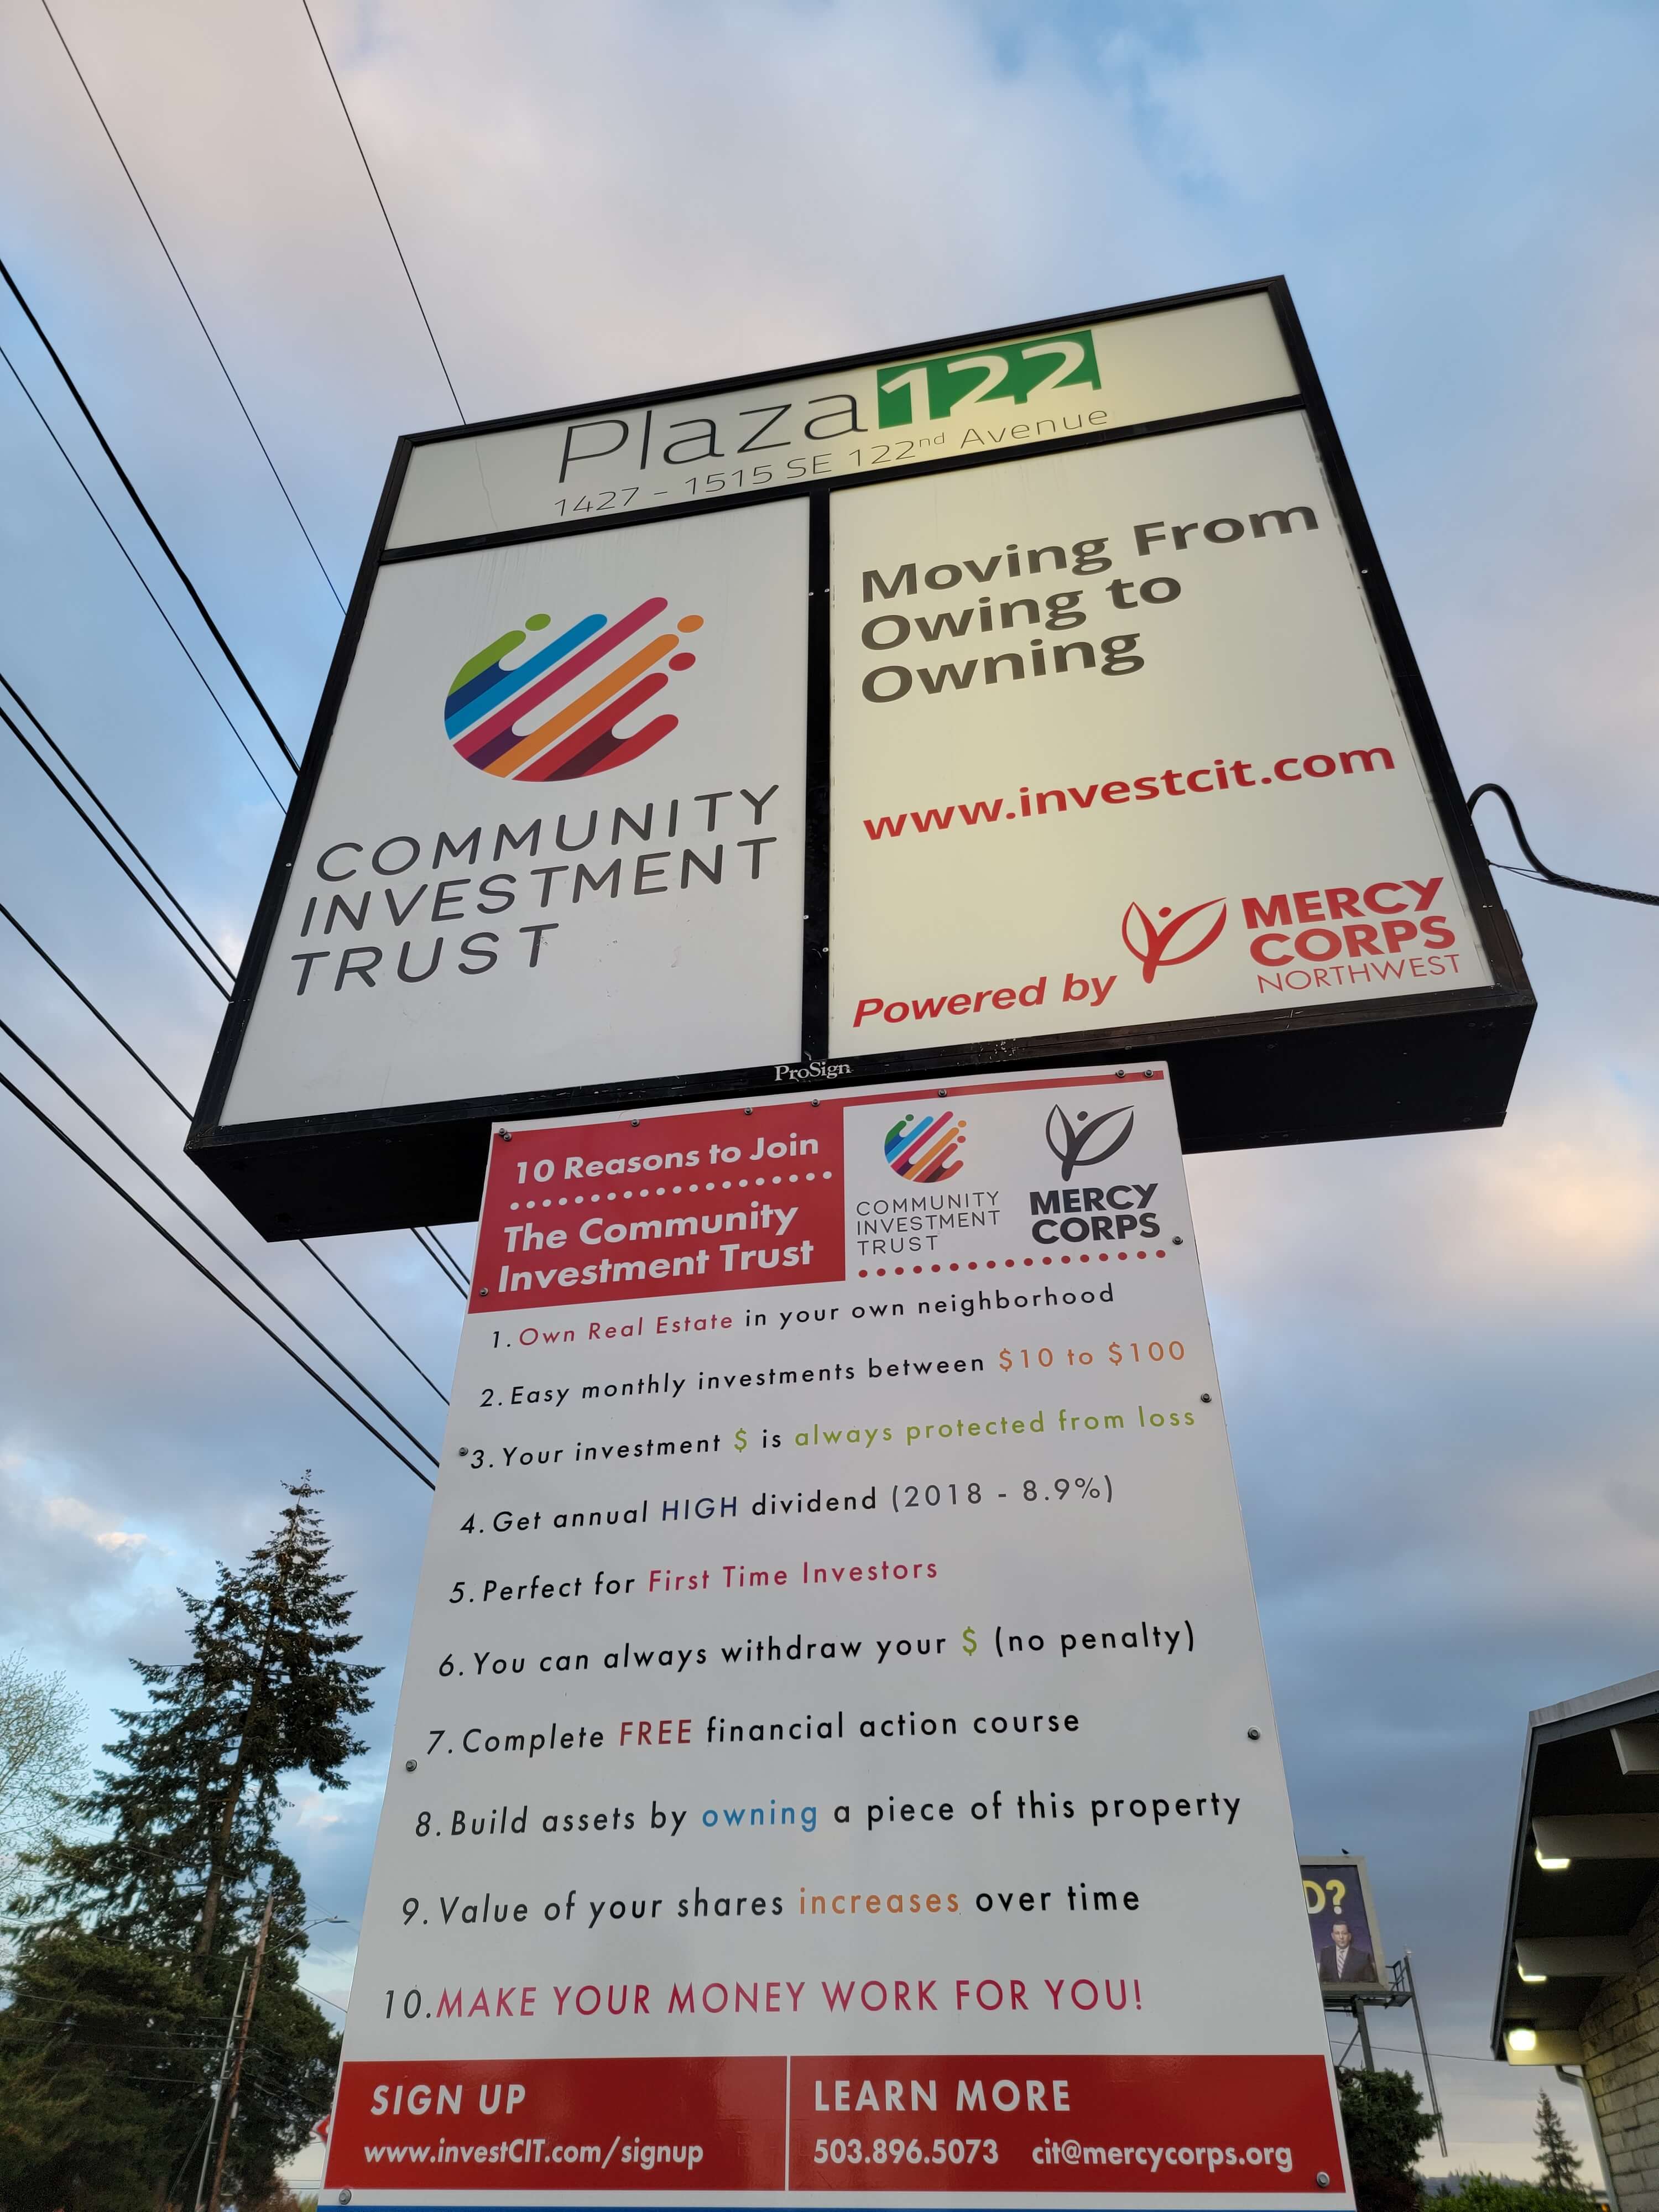 Plaza122
1427 - 1515 SE 122nd Avenue
COMMUNITY
INVESTMENT
TRUST
Moving From
Owing to
Owning
www.investcit.com
Powered by
MERCY
CORPS
NORTHWEST
ProSign
10 Reasons to Join
The Community
Investment Trust
COMMUNITY
INVESTMENT
TRUST
MERCY
CORPS
1. Own Real Estate in your own neighborhood
2. Easy monthly investments between $10 to $100
3. Your investment $ is always protected from loss
4. Get annual HIGH dividend (2018 - 8.9%)
5. Perfect for First Time Investors
6. You can always withdraw your $ (no penalty)
7. Complete FREE financial action course
8. Build assets by owning a piece of this property
9. Value of your shares increases over time
10. MAKE YOUR MONEY WORK FOR YOU!
SIGN UP
www.investCIT.com/signup
LEARN MORE
503.896.5073 cit@mercycorps.org